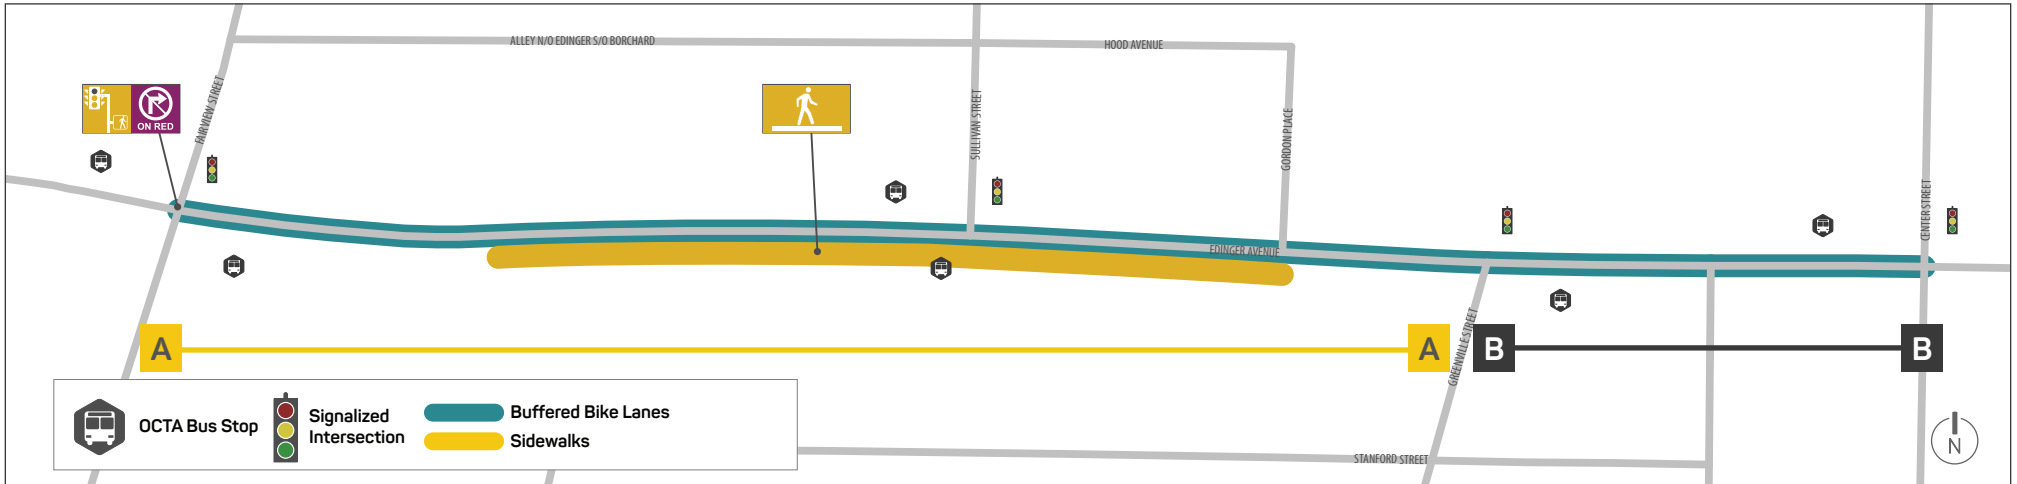 ALLEY N/O EDINGER S/O BORCHARD
HOOD AVENUE
FAIRVIEW STREET
ON RED
SULLIVAN STREET
GORDON PLACE
CENTER STREET
EDINGER AVENUE
GREENVILLE STREET
A
A
B
B
OCTA Bus Stop
Signalized
Intersection
Buffered Bike Lanes
Sidewalks
STANFORD STREET
N